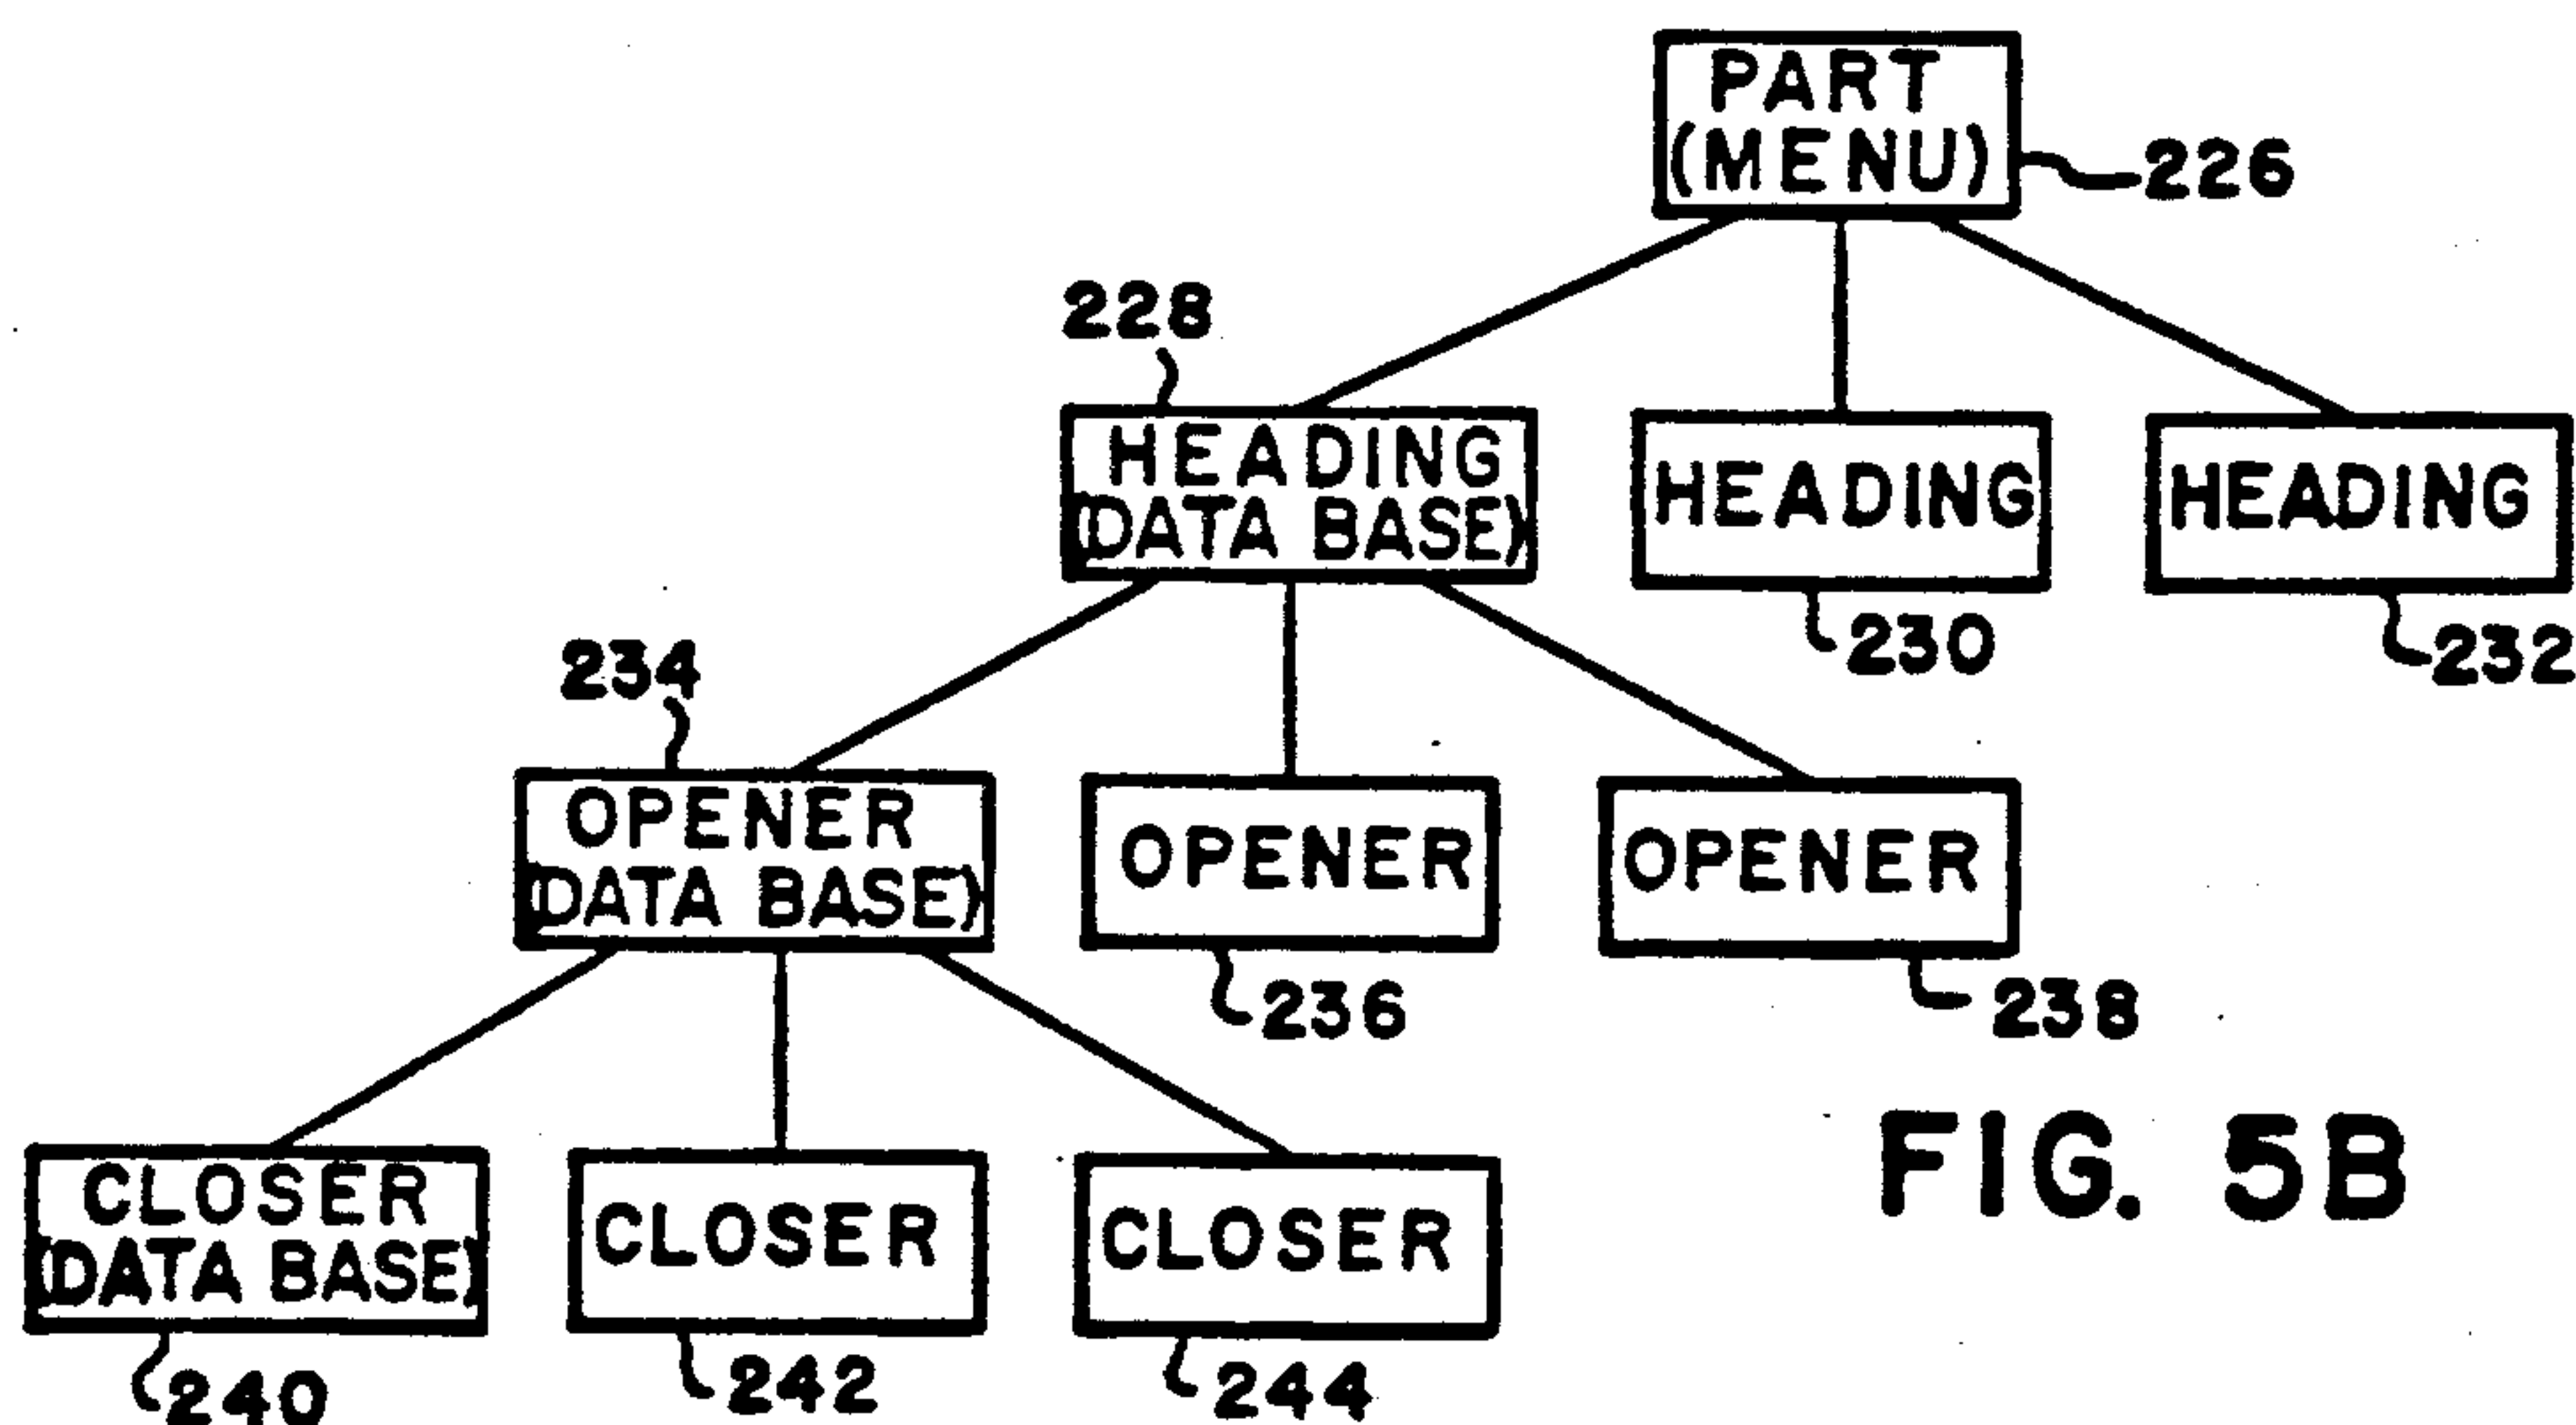 PART
(MENU)
226
228
HEADING
(DATA BASE)
HEADING
HEADING
230
232
234
OPENER
(DATA BASE)
OPENER
OPENER
236
238
CLOSER
(DATA BASE)
CLOSER
CLOSER
240
242
244
FIG. 5B